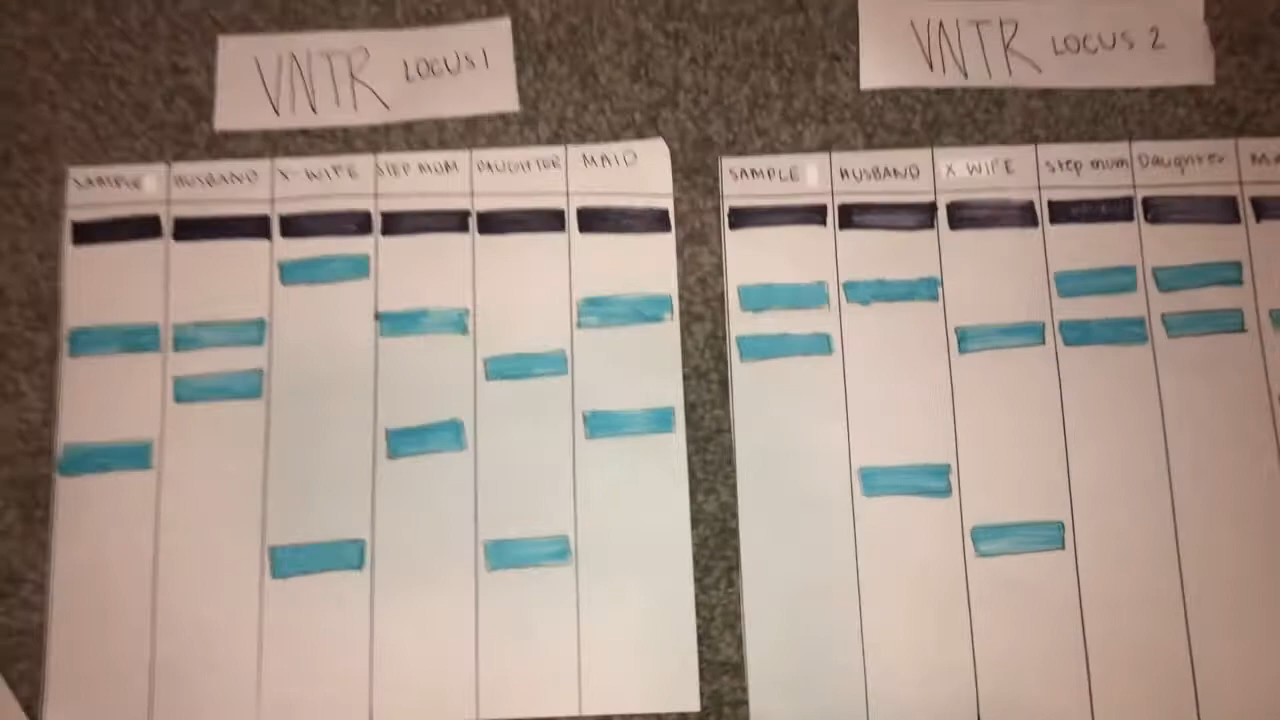 VNTR LOCUS 1
VNTR LOCUS 2
SAMPLE HUSBAND X WIFE STEP MUM DAUGHTER MAID
SAMPLE HUSBAND X WIFE Step mum Daughter